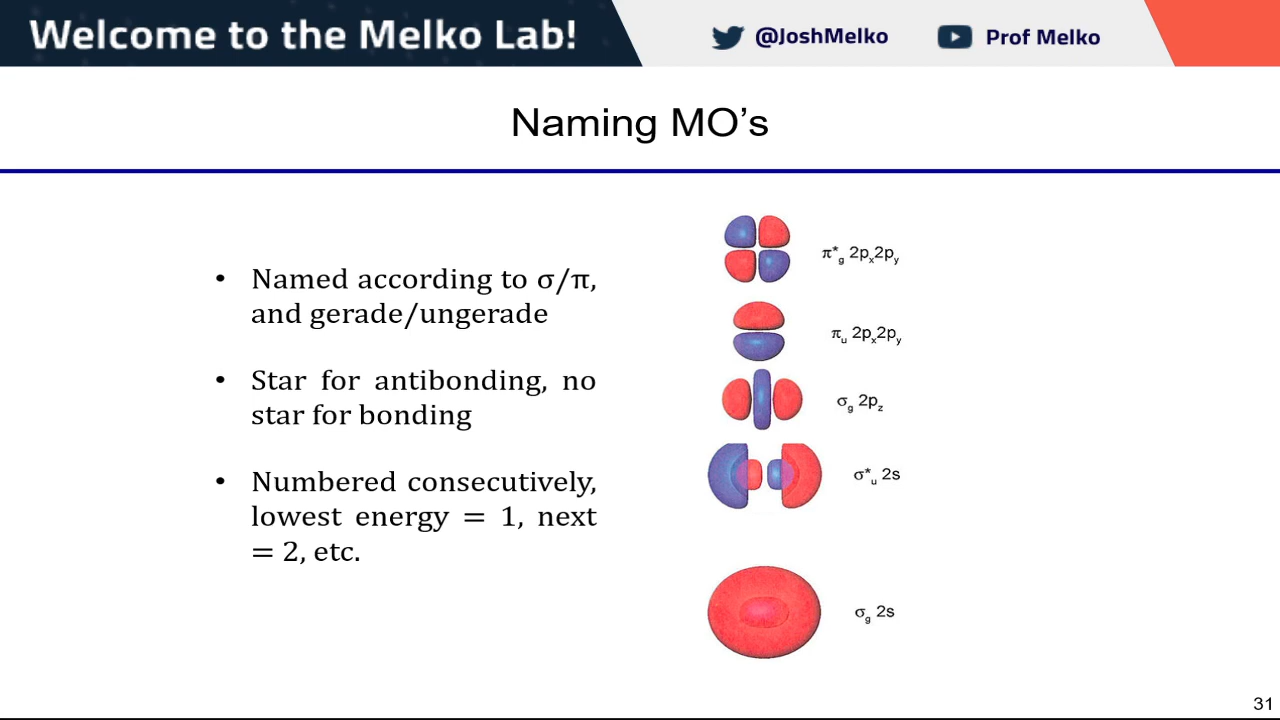 Welcome to the Melko Lab!
@JoshMelko
Prof Melko
Naming MO’s
• Named according to σ/π,
and gerade/ungerade
• Star for antibonding, no
star for bonding
• Numbered consecutively,
lowest energy = 1, next
= 2, etc.
π*g 2px2py
πu 2px2py
σg 2pz
σ*u 2s
σg 2s
31